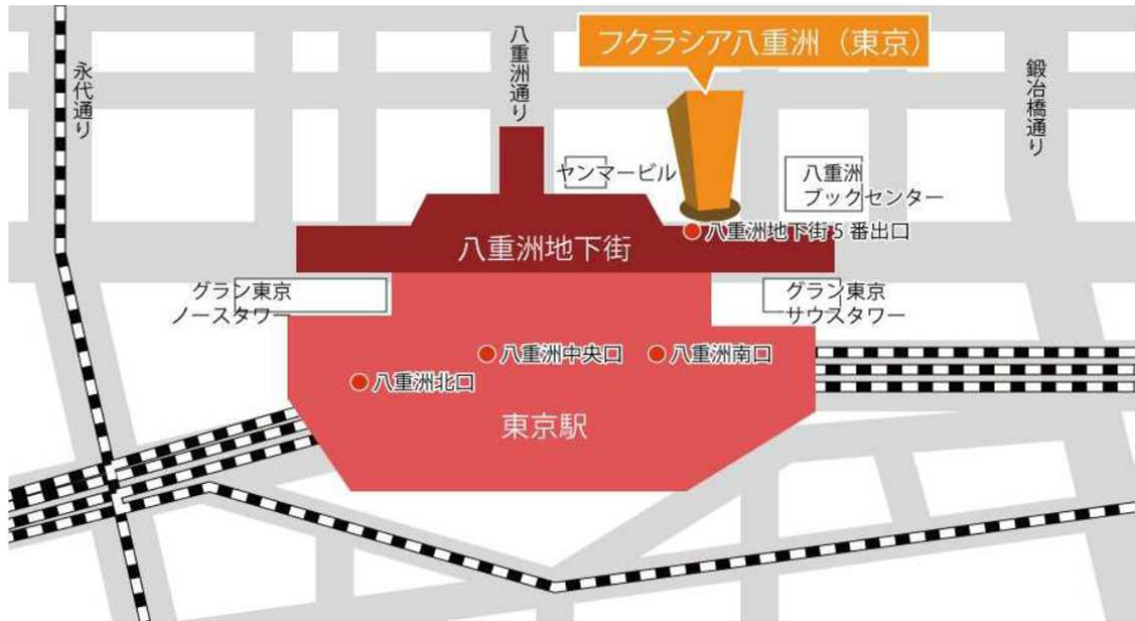 フクラシア八重洲（東京）
永代通り
八重洲通り
鍛冶橋通り
ヤンマービル
八重洲
ブックセンター
八重洲地下街5番出口
八重洲地下街
グラン東京
ノースタワー
グラン東京
サウスタワー
八重洲中央口
八重洲南口
八重洲北口
東京駅